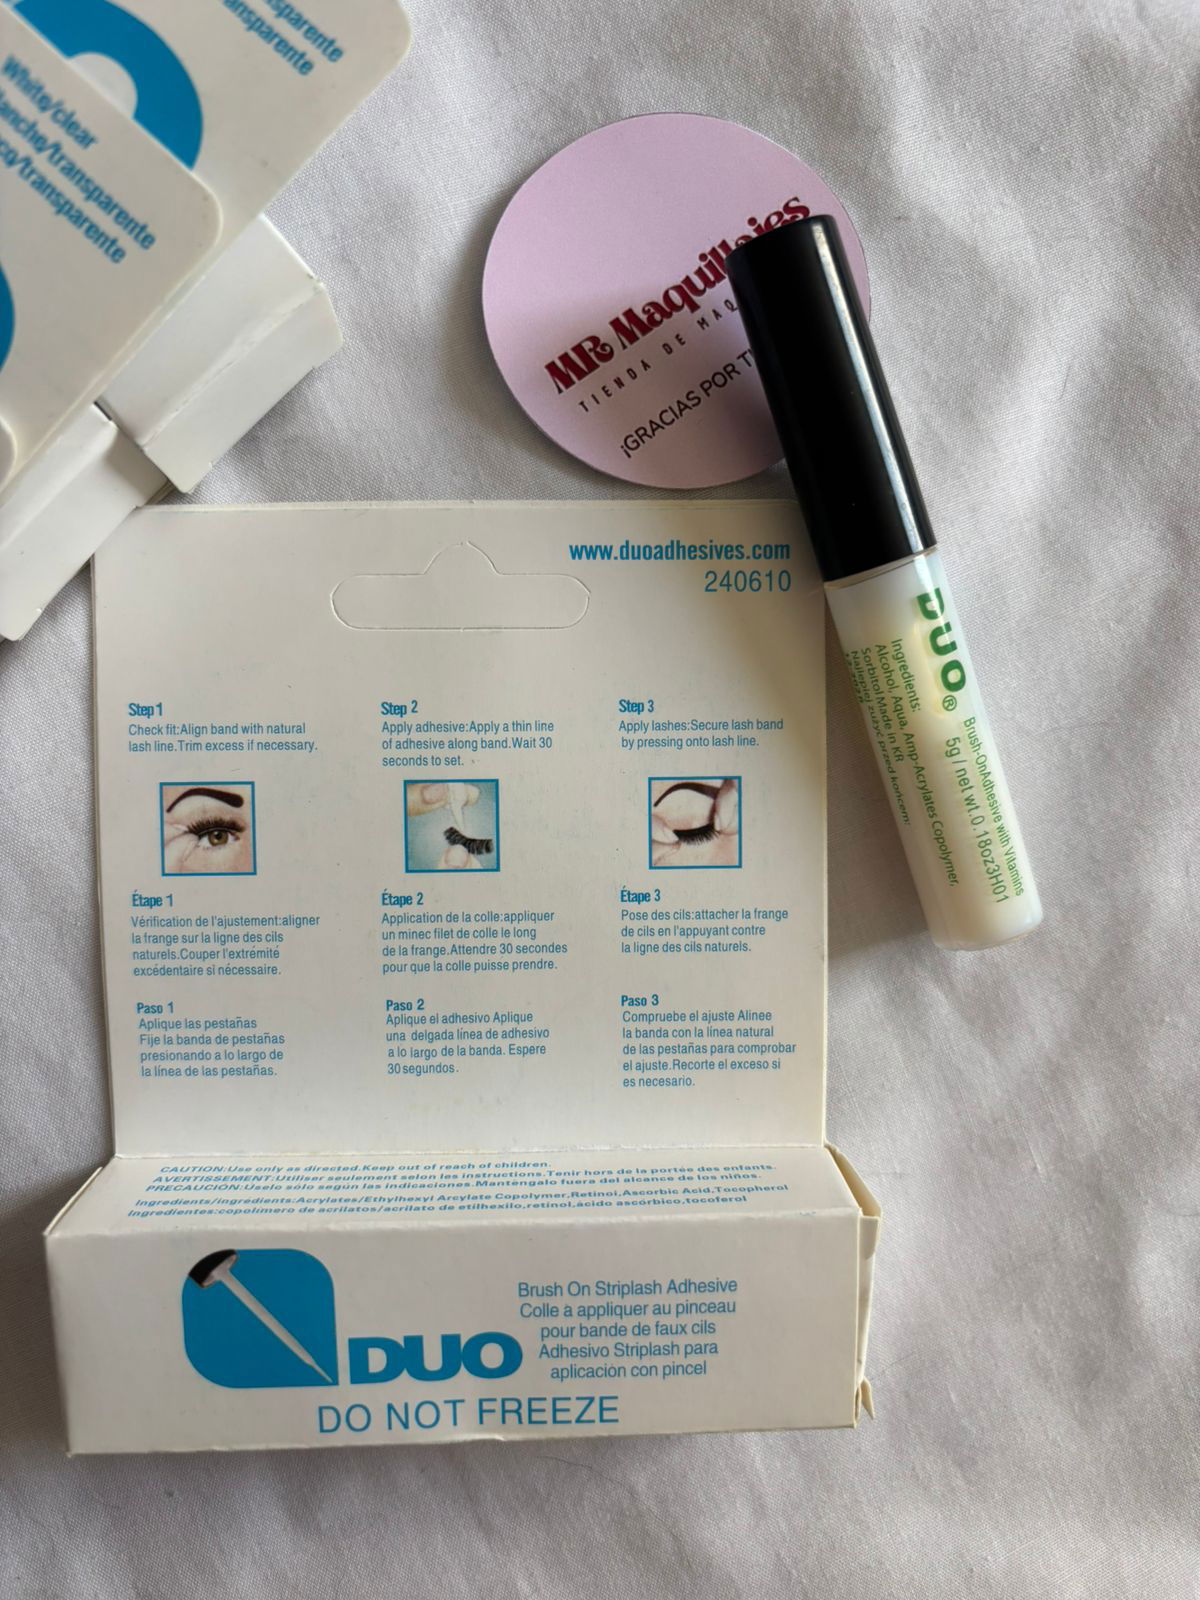 transparente
transparente
White/clear
lanche/transparente
co/transparente
MR Maquillajes
TIENDA DE MAQ
¡GRACIAS POR T
www.duoadhesives.com
240610
Step 1
Check fit:Align band with natural
lash line.Trim excess if necessary.
Step 2
Apply adhesive:Apply a thin line
of adhesive along band.Wait 30
seconds to set.
Step 3
Apply lashes:Secure lash band
by pressing onto lash line.
Étape 1
Vérification de l'ajustement:aligner
la frange sur la ligne des cils
naturels.Couper l'extrémité
excédentaire si nécessaire.
Étape 2
Application de la colle:appliquer
un minec filet de colle le long
de la frange.Attendre 30 secondes
pour que la colle puisse prendre.
Étape 3
Pose des cils:attacher la frange
de cils en l'appuyant contre
la ligne des cils naturels.
Paso 1
Aplique las pestañas
Fije la banda de pestañas
presionando a lo largo de
la línea de las pestañas.
Paso 2
Aplique el adhesivo Aplique
una delgada línea de adhesivo
a lo largo de la banda. Espere
30 segundos.
Paso 3
Compruebe el ajuste Alinee
la banda con la línea natural
de las pestañas para comprobar
el ajuste.Recorte el exceso si
es necesario.
CAUTION:Use only as directed.Keep out of reach of children.
AVERTISSEMENT:Utiliser seulement selon les instructions.Tenir hors de la portée des enfants.
PRECAUCIÓN:Uselo sólo según las indicaciones.Manténgalo fuera del alcance de los niños.
Ingredients/ingrédients:Acrylates/Ethylhexyl Arcylate Copolymer,Retinol,Ascorbic Acid,Tocopherol
Ingredientes:copolímero de acrilatos/acrilato de etilhexilo,retinol,ácido ascórbico,tocoferol
DUO
Brush On Striplash Adhesive
Colle à appliquer au pinceau
pour bande de faux cils
Adhesivo Striplash para
aplicación con pincel
DO NOT FREEZE
DUO®
Brush-OnAdhesive with Vitamins
5g / net wt.0.18oz3H01
Ingredients:
Alcohol, Aqua, Amp-Acrylates Copolymer,
Sorbitol Made in KR
Najlepiej zużyć przed końcem: